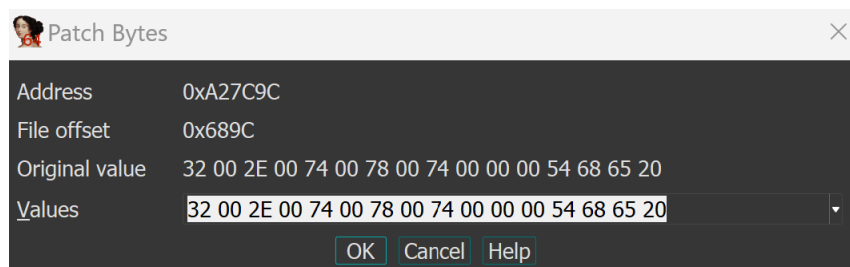 64 Patch Bytes
Address 0xA27C9C
File offset 0x689C
Original value 32 00 2E 00 74 00 78 00 74 00 00 00 54 68 65 20
Values 32 00 2E 00 74 00 78 00 74 00 00 00 54 68 65 20
OK Cancel Help